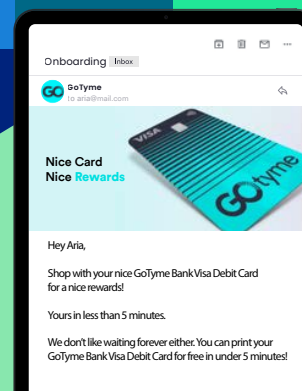 Onboarding Inbox
GO GoTyme
to aria@mail.com
VISA
GOtyme
Nice Card
Nice Rewards
Hey Aria,
Shop with your nice GoTyme Bank Visa Debit Card
for a nice rewards!
Yours in less than 5 minutes.
We don't like waiting forever either. You can print your
GoTyme Bank Visa Debit Card for free in under 5 minutes!